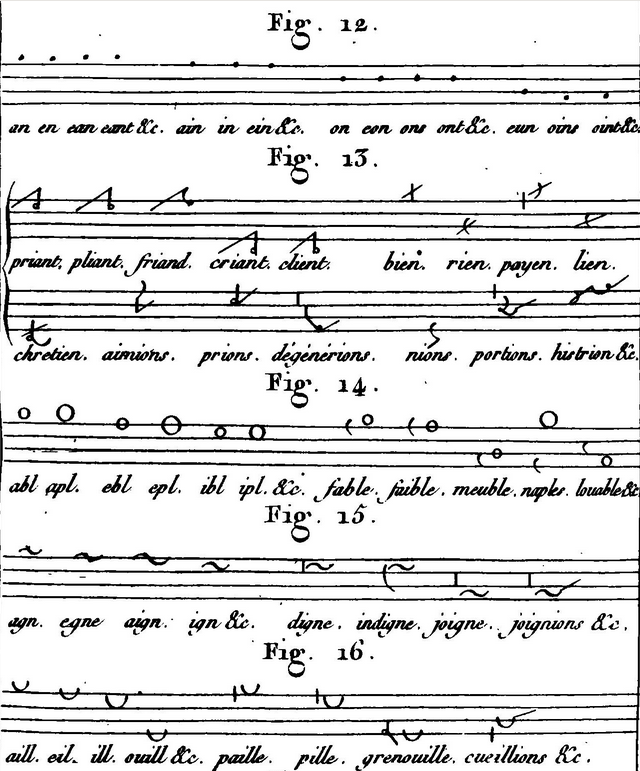 Fig. 12.
an en ean eant &c. ain in ein &c. on eon ons ont &c. eun oins oint &c.
Fig. 13.
priant. pliant. friand. criant. client. bien. rien. payen. lien.
chretien. aimions. prions. dégénérions. nions. portions. histrion &c.
Fig. 14.
abl apl. ebl epl. ibl ipl. &c. fable. faible. meuble. naples. louable &c.
Fig. 15.
agn. egne aign. ign &c. digne. indigne. joigne. joignions &c.
Fig. 16.
aill. eil. ill. ouill &c. paille. pille. grenouille. cueillions &c.